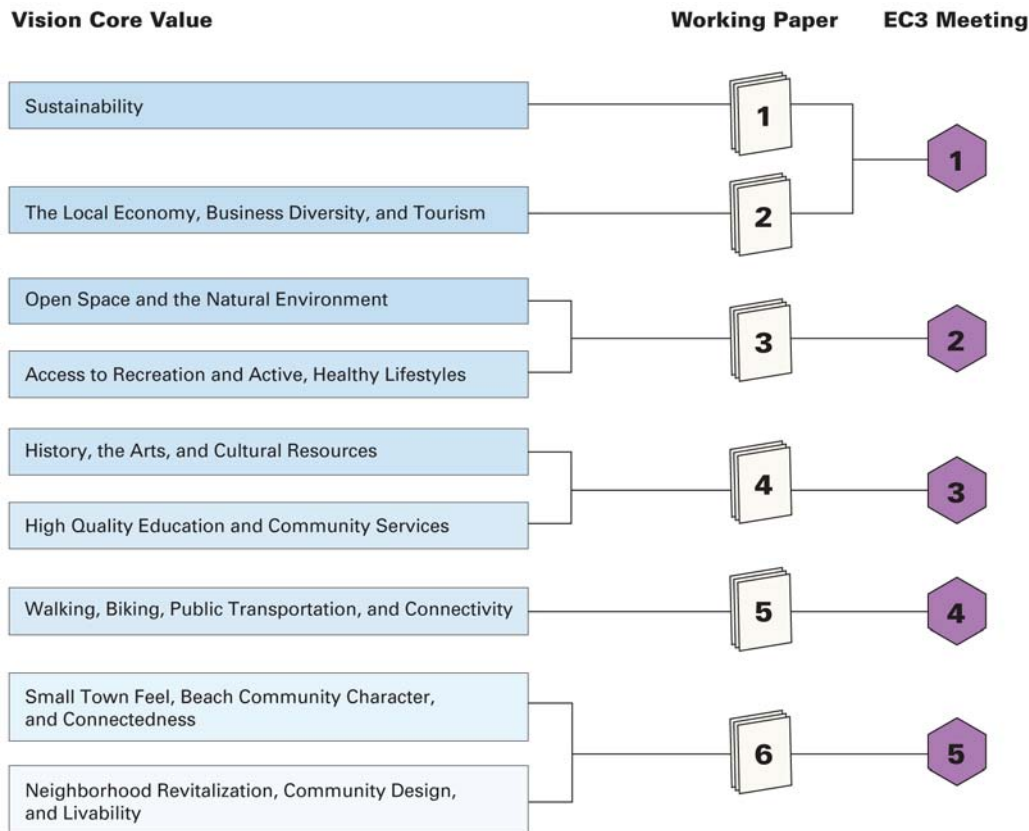 Vision Core Value
Working Paper
EC3 Meeting
Sustainability
1
1
The Local Economy, Business Diversity, and Tourism
2
Open Space and the Natural Environment
3
2
Access to Recreation and Active, Healthy Lifestyles
History, the Arts, and Cultural Resources
4
3
High Quality Education and Community Services
Walking, Biking, Public Transportation, and Connectivity
5
4
Small Town Feel, Beach Community Character,
and Connectedness
6
5
Neighborhood Revitalization, Community Design,
and Livability